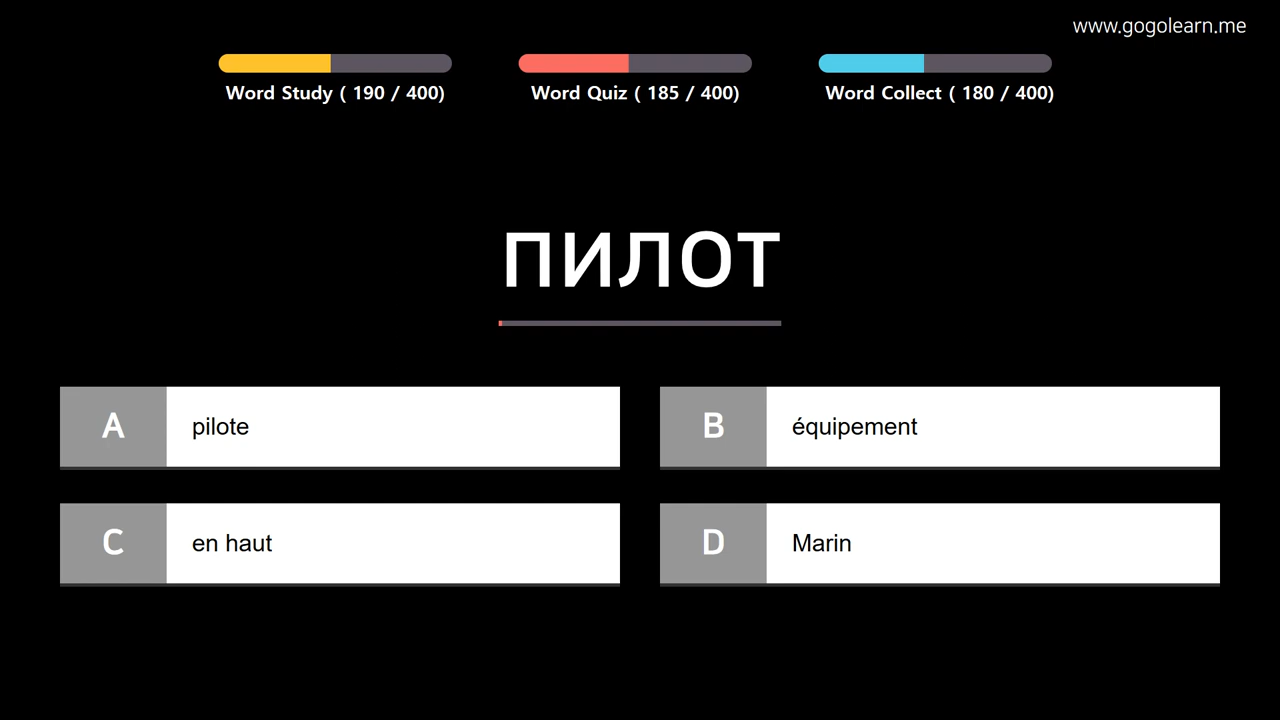 www.gogolearn.me
Word Study ( 190 / 400)
Word Quiz ( 185 / 400)
Word Collect ( 180 / 400)
пилот
A pilote
B équipement
C en haut
D Marin